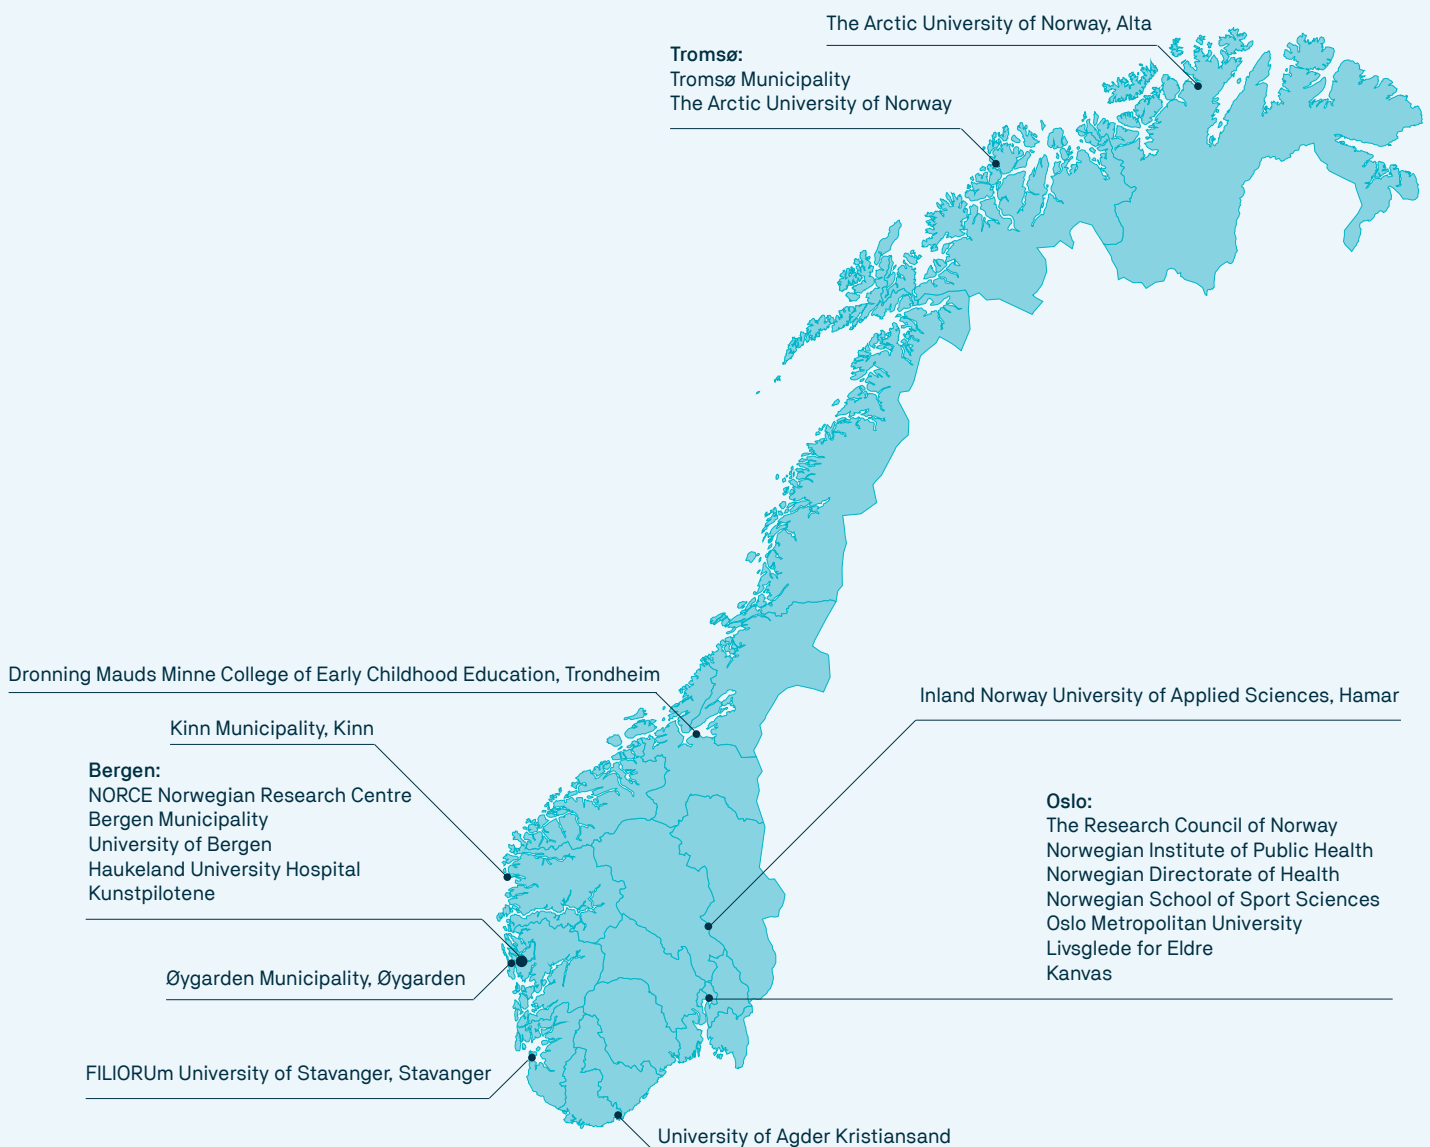 The Arctic University of Norway, Alta
Tromsø:
Tromsø Municipality
The Arctic University of Norway
Dronning Mauds Minne College of Early Childhood Education, Trondheim
Inland Norway University of Applied Sciences, Hamar
Kinn Municipality, Kinn
Bergen:
NORCE Norwegian Research Centre
Bergen Municipality
University of Bergen
Haukeland University Hospital
Kunstpilotene
Oslo:
The Research Council of Norway
Norwegian Institute of Public Health
Norwegian Directorate of Health
Norwegian School of Sport Sciences
Oslo Metropolitan University
Livsglede for Eldre
Kanvas
Øygarden Municipality, Øygarden
FILIORUm University of Stavanger, Stavanger
University of Agder Kristiansand